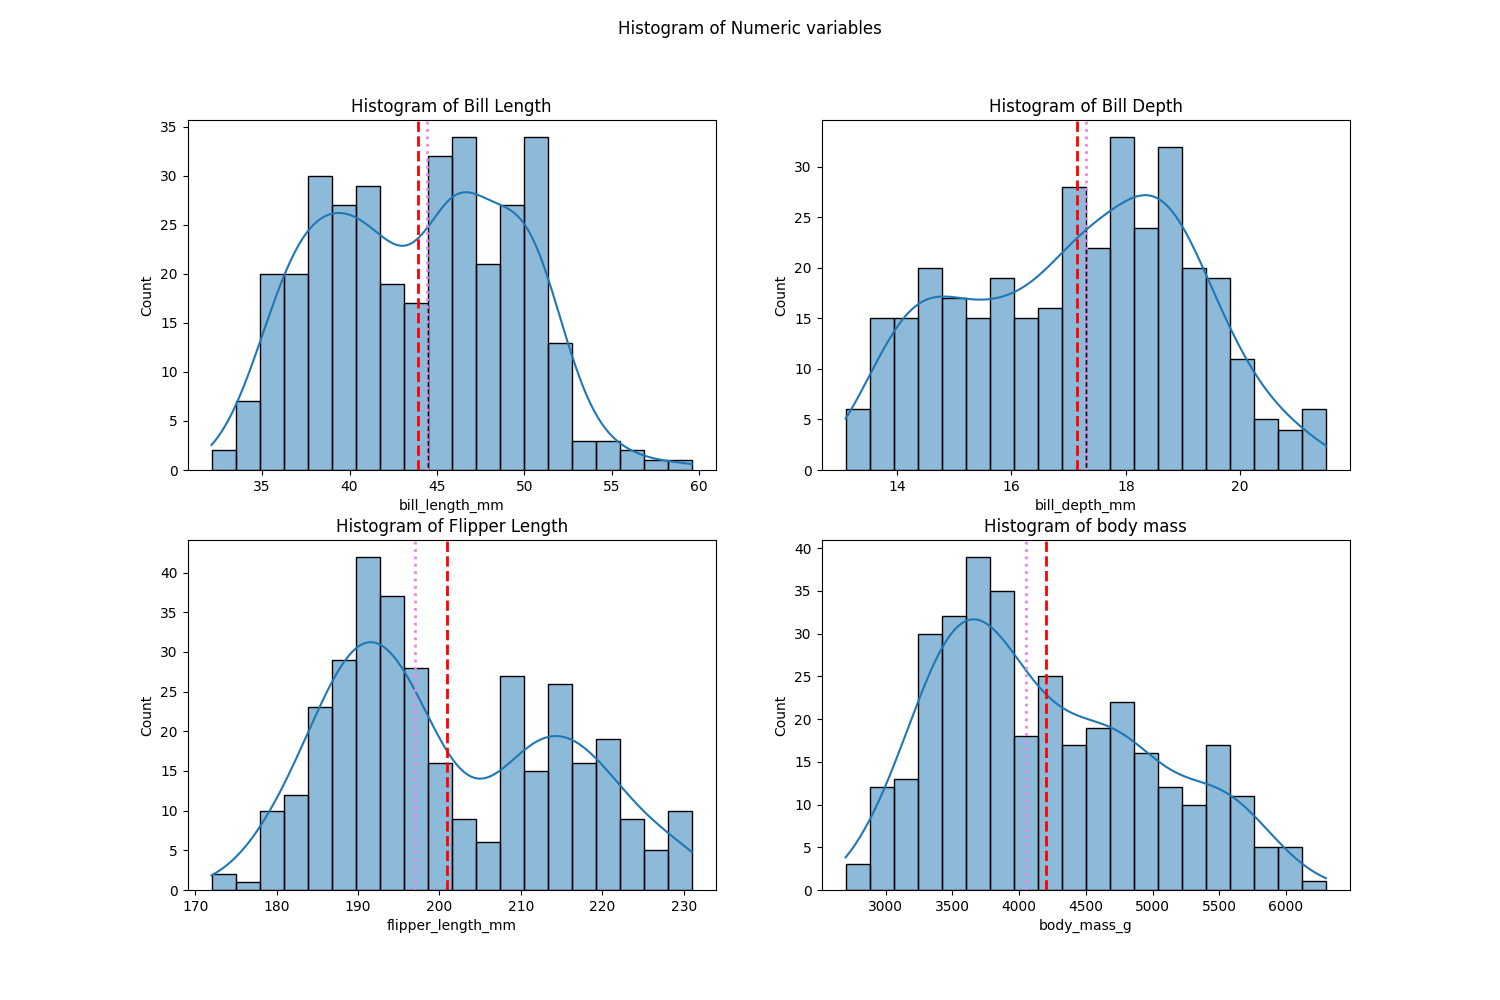 Histogram of Numeric variables
Histogram of Bill Length
Count
35
30
25
20
15
10
5
0
35 40 45 50 55 60
bill_length_mm
Histogram of Bill Depth
Count
30
25
20
15
10
5
0
14 16 18 20
bill_depth_mm
Histogram of Flipper Length
Count
40
35
30
25
20
15
10
5
0
170 180 190 200 210 220 230
flipper_length_mm
Histogram of body mass
Count
40
35
30
25
20
15
10
5
0
3000 3500 4000 4500 5000 5500 6000
body_mass_g